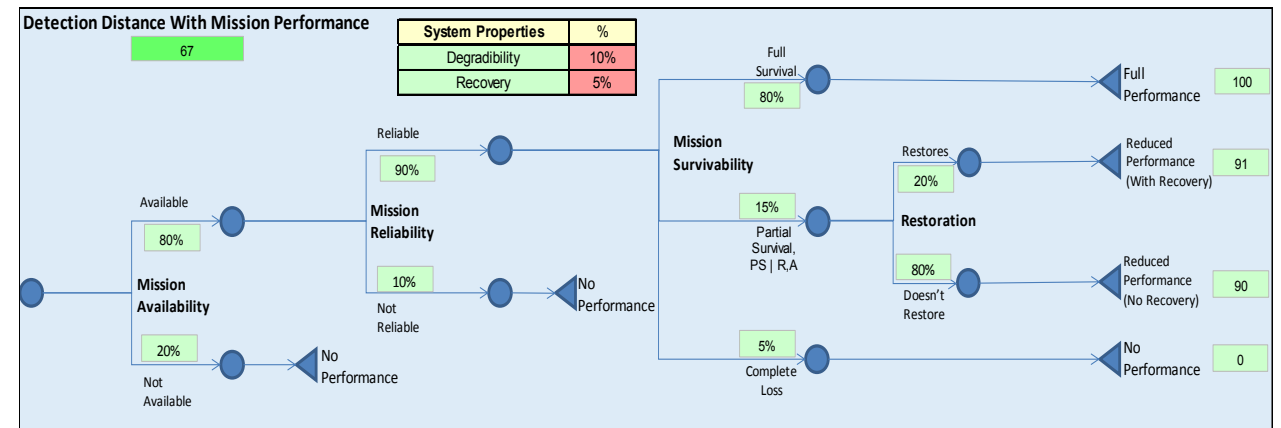 Detection Distance With Mission Performance
67
System Properties %
Degradibility 10%
Recovery 5%
Full
Survival
80%
Full
Performance
100
Reliable
90%
Mission
Survivability
Restores
20%
Reduced
Performance
(With Recovery)
91
Available
80%
Mission
Reliability
15%
Partial
Survival,
PS | R,A
Restoration
Mission
Availability
10%
Not
Reliable
No
Performance
80%
Doesn't
Restore
Reduced
Performance
(No Recovery)
90
20%
Not
Available
No
Performance
5%
Complete
Loss
No
Performance
0